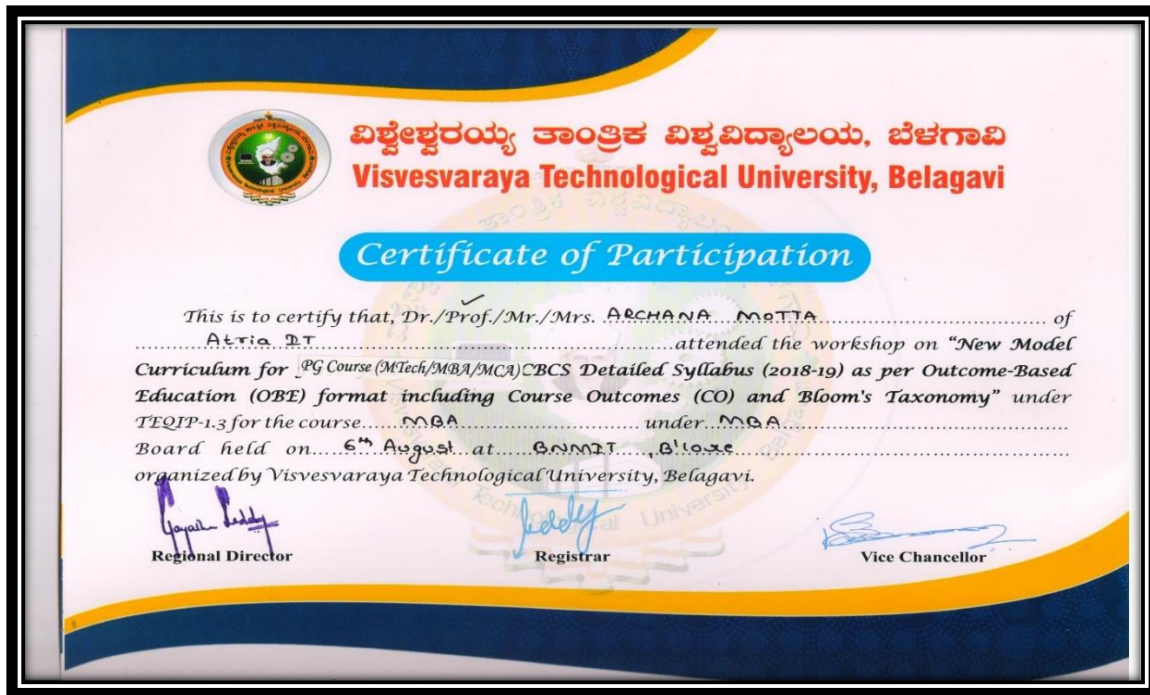 ವಿಶ್ವೇಶ್ವರಯ್ಯ ತಾಂತ್ರಿಕ ವಿಶ್ವವಿದ್ಯಾಲಯ, ಬೆಳಗಾವಿ
Visvesvaraya Technological University, Belagavi
Certificate of Participation
This is to certify that, Dr./Prof./Mr./Mrs. ARCHANA MOTTA of
Atria IT attended the workshop on "New Model
Curriculum for PG Course (MTech/MBA/MCA) CBCS Detailed Syllabus (2018-19) as per Outcome-Based
Education (OBE) format including Course Outcomes (CO) and Bloom's Taxonomy" under
TEQIP-1.3 for the course MBA under MBA
Board held on 6th August at BNMIT, B'lore
organized by Visvesvaraya Technological University, Belagavi.
Regional Director Registrar Vice Chancellor